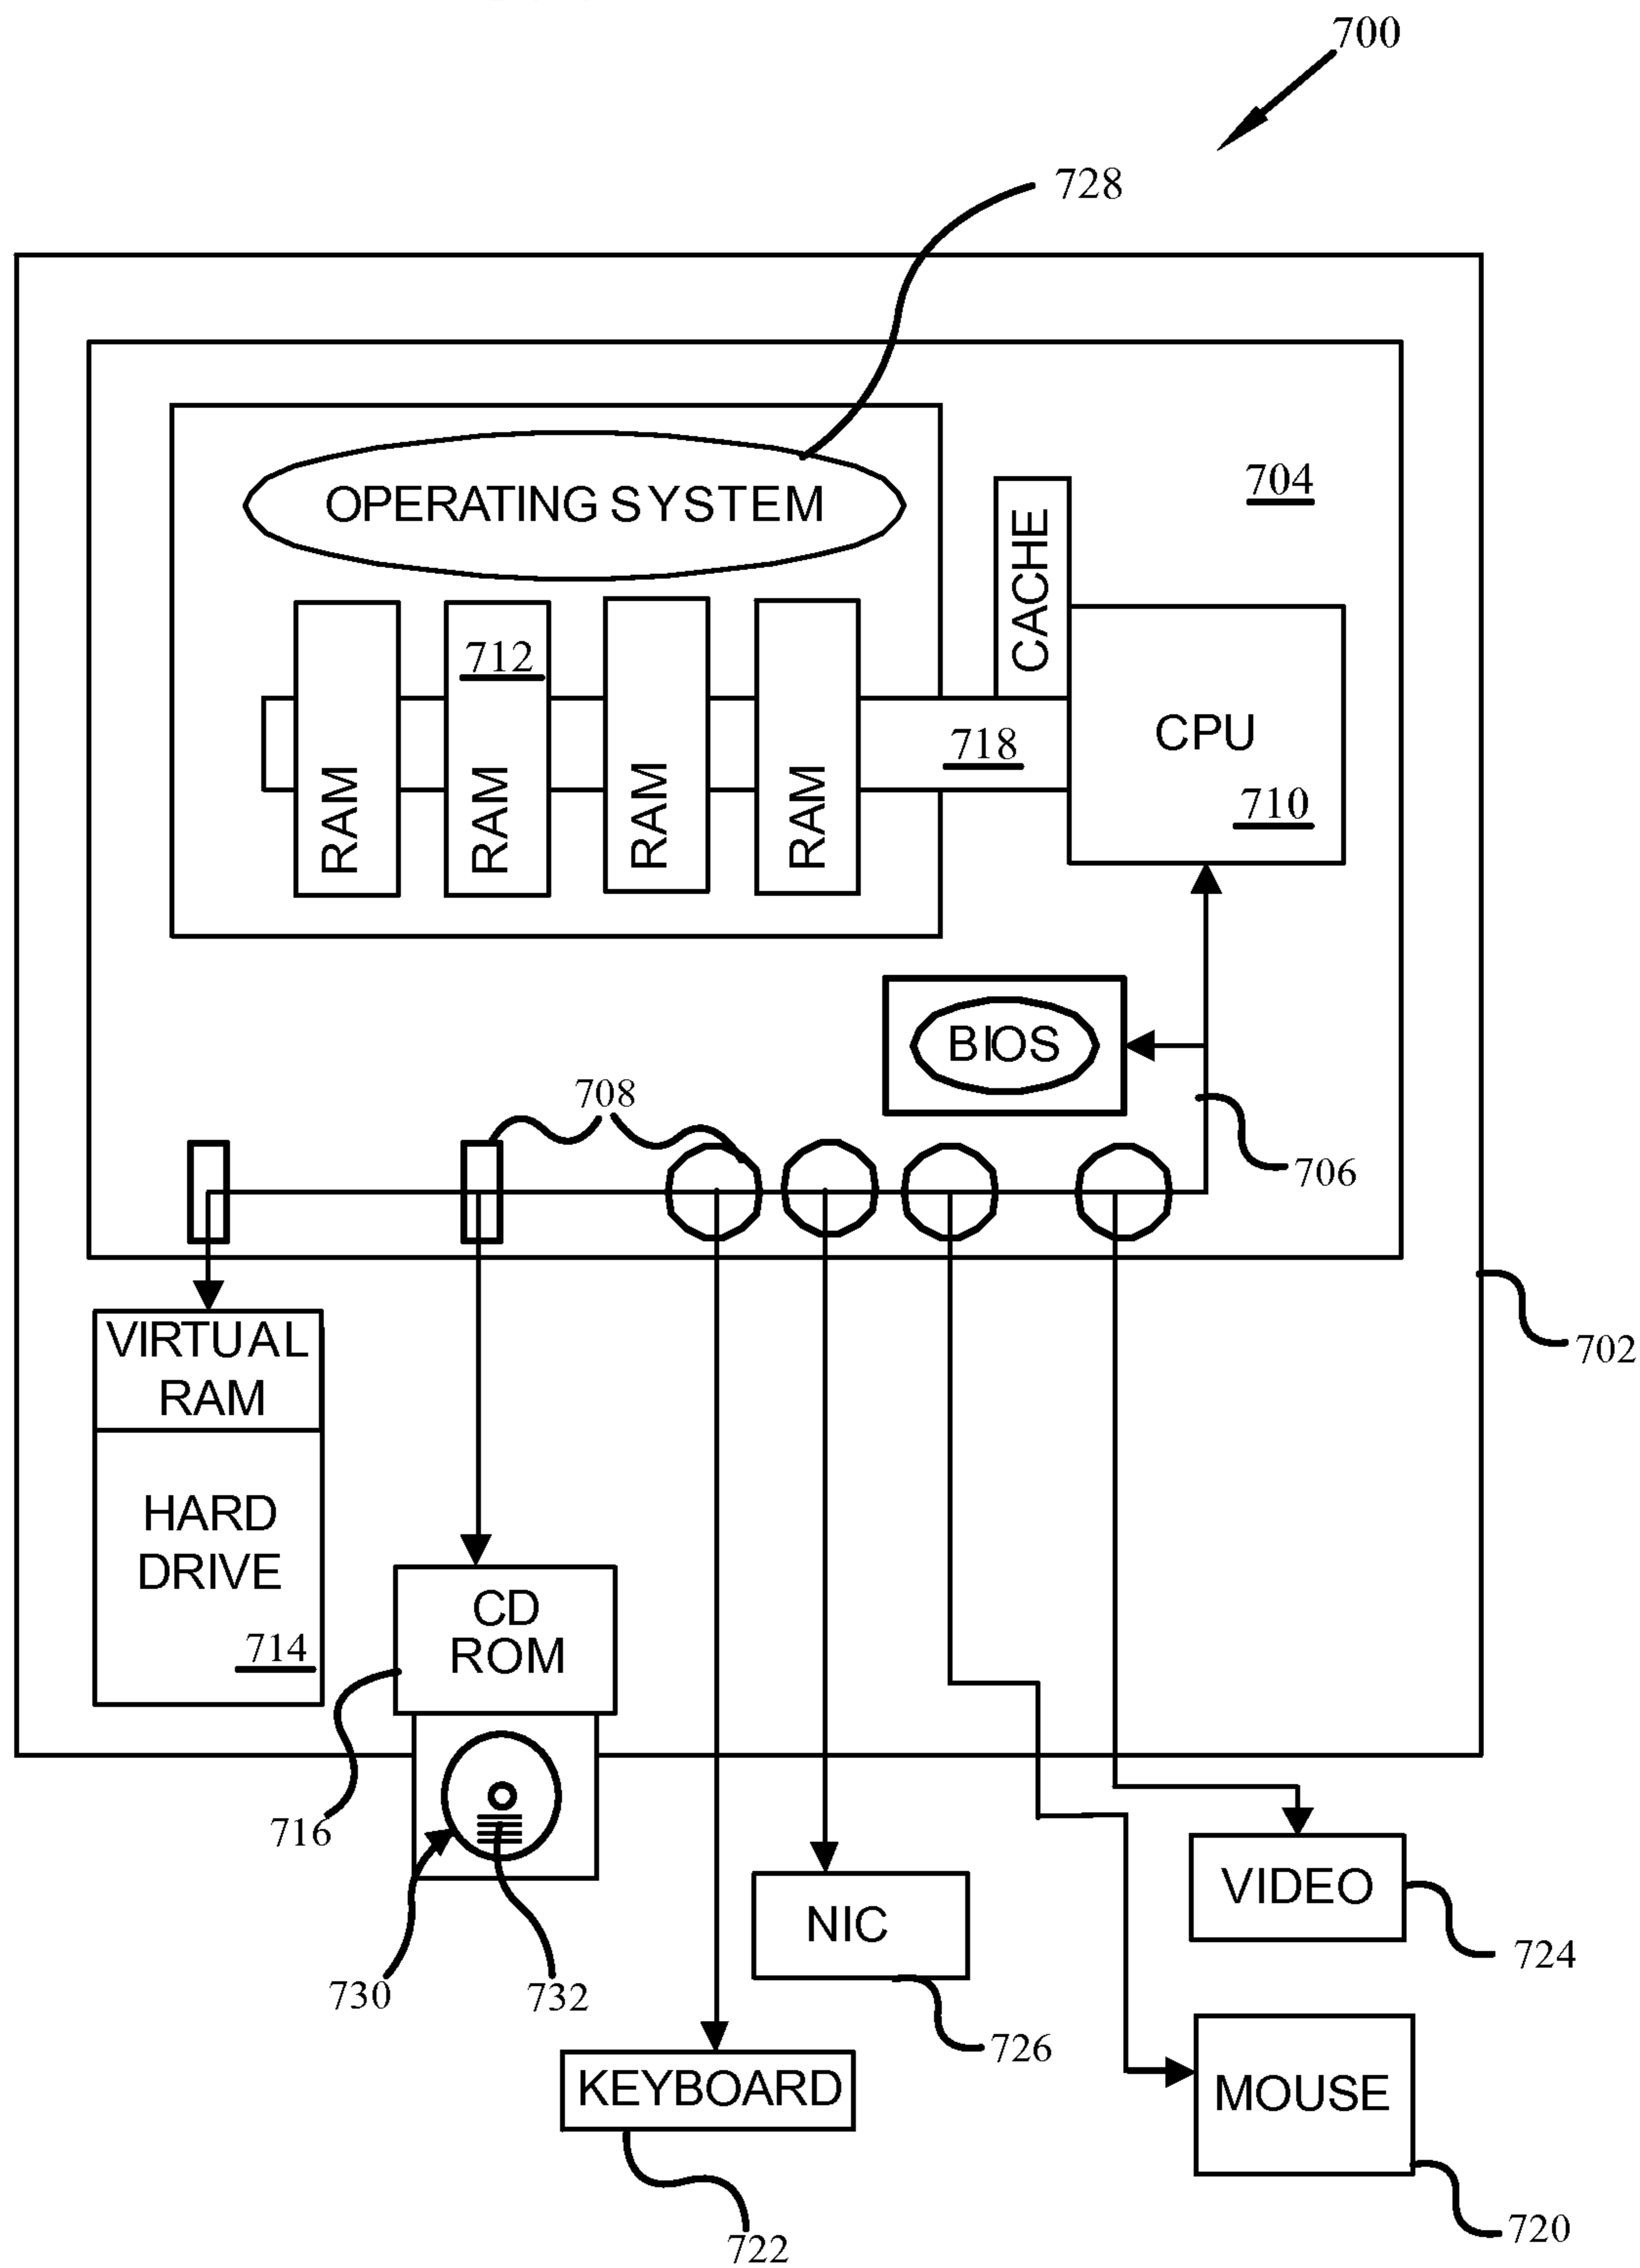 700
728
OPERATING SYSTEM
704
CACHE
712
RAM
RAM
RAM
RAM
718
CPU
710
BIOS
708
706
702
VIRTUAL
RAM
HARD
DRIVE
714
CD
ROM
716
730
732
NIC
726
VIDEO
724
KEYBOARD
722
MOUSE
720